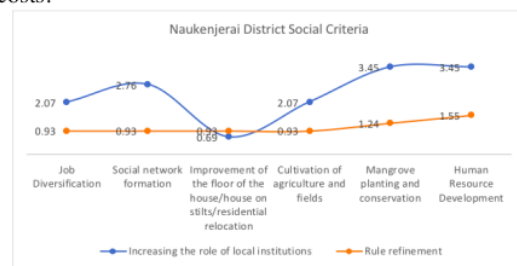 costs.
Naukenjerai District Social Criteria
3.45 3.45
2.76
2.07 2.07
0.93 0.93 0.93 0.69 0.93 1.24 1.55
Job Diversification
Social network formation
Improvement of the floor of the house/house on stilts/residential relocation
Cultivation of agriculture and fields
Mangrove planting and conservation
Human Resource Development
Increasing the role of local institutions Rule refinement